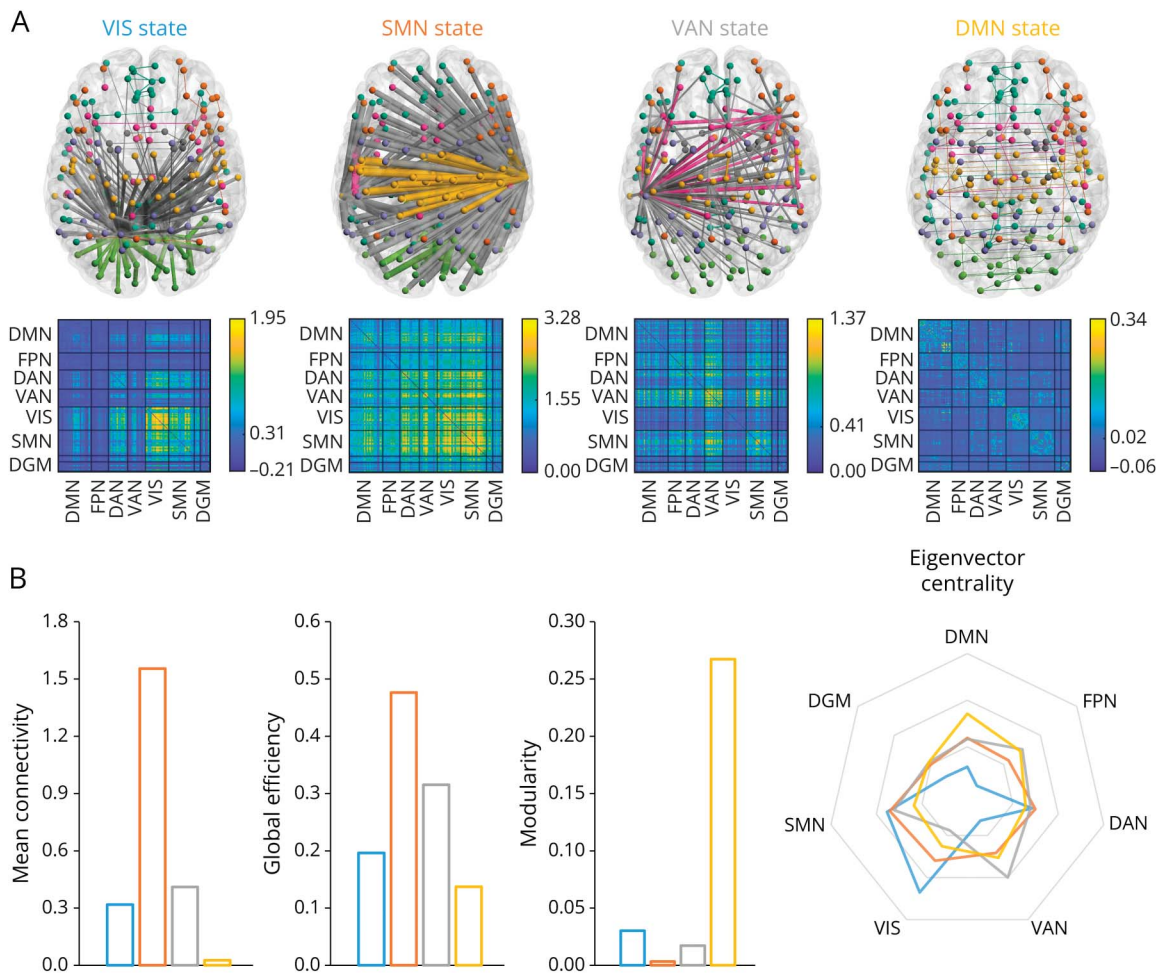 A
VIS state
SMN state
VAN state
DMN state
DMN
FPN
DAN
VAN
VIS
SMN
DGM
1.95
0.31
−0.21
DMN
FPN
DAN
VAN
VIS
SMN
DGM
DMN
FPN
DAN
VAN
VIS
SMN
DGM
3.28
1.55
0.00
DMN
FPN
DAN
VAN
VIS
SMN
DGM
DMN
FPN
DAN
VAN
VIS
SMN
DGM
1.37
0.41
0.00
DMN
FPN
DAN
VAN
VIS
SMN
DGM
DMN
FPN
DAN
VAN
VIS
SMN
DGM
0.34
0.02
−0.06
DMN
FPN
DAN
VAN
VIS
SMN
DGM
B
Mean connectivity
1.8
1.5
1.2
0.9
0.6
0.3
0.0
Global efficiency
0.6
0.5
0.4
0.3
0.2
0.1
0.0
Modularity
0.30
0.25
0.20
0.15
0.10
0.05
0.00
Eigenvector
centrality
DMN
FPN
DAN
VAN
VIS
SMN
DGM